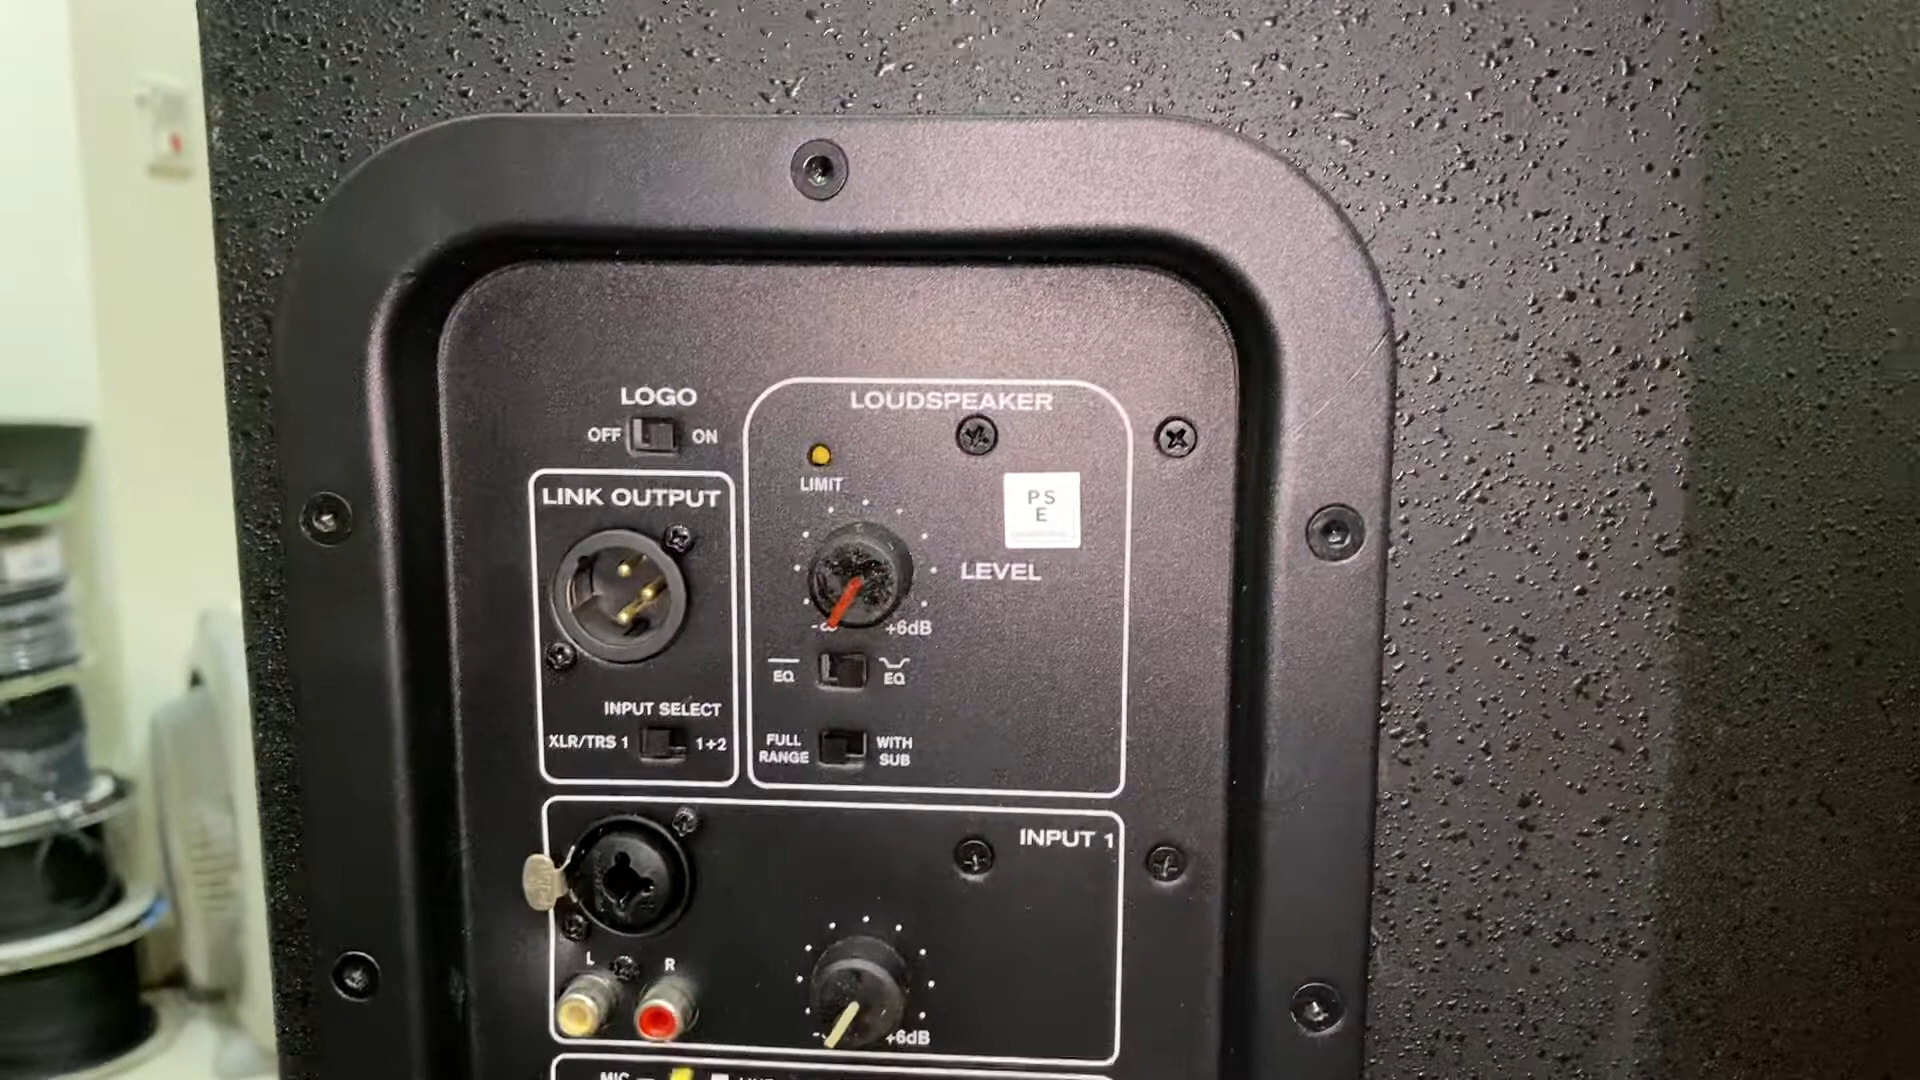 LOGO
OFF ON
LINK OUTPUT
INPUT SELECT
XLR/TRS 1 1+2
LOUDSPEAKER
LIMIT
P S
E
LEVEL
-∞ +6dB
EQ EQ
FULL
RANGE
WITH
SUB
INPUT 1
L R
+6dB
MIC